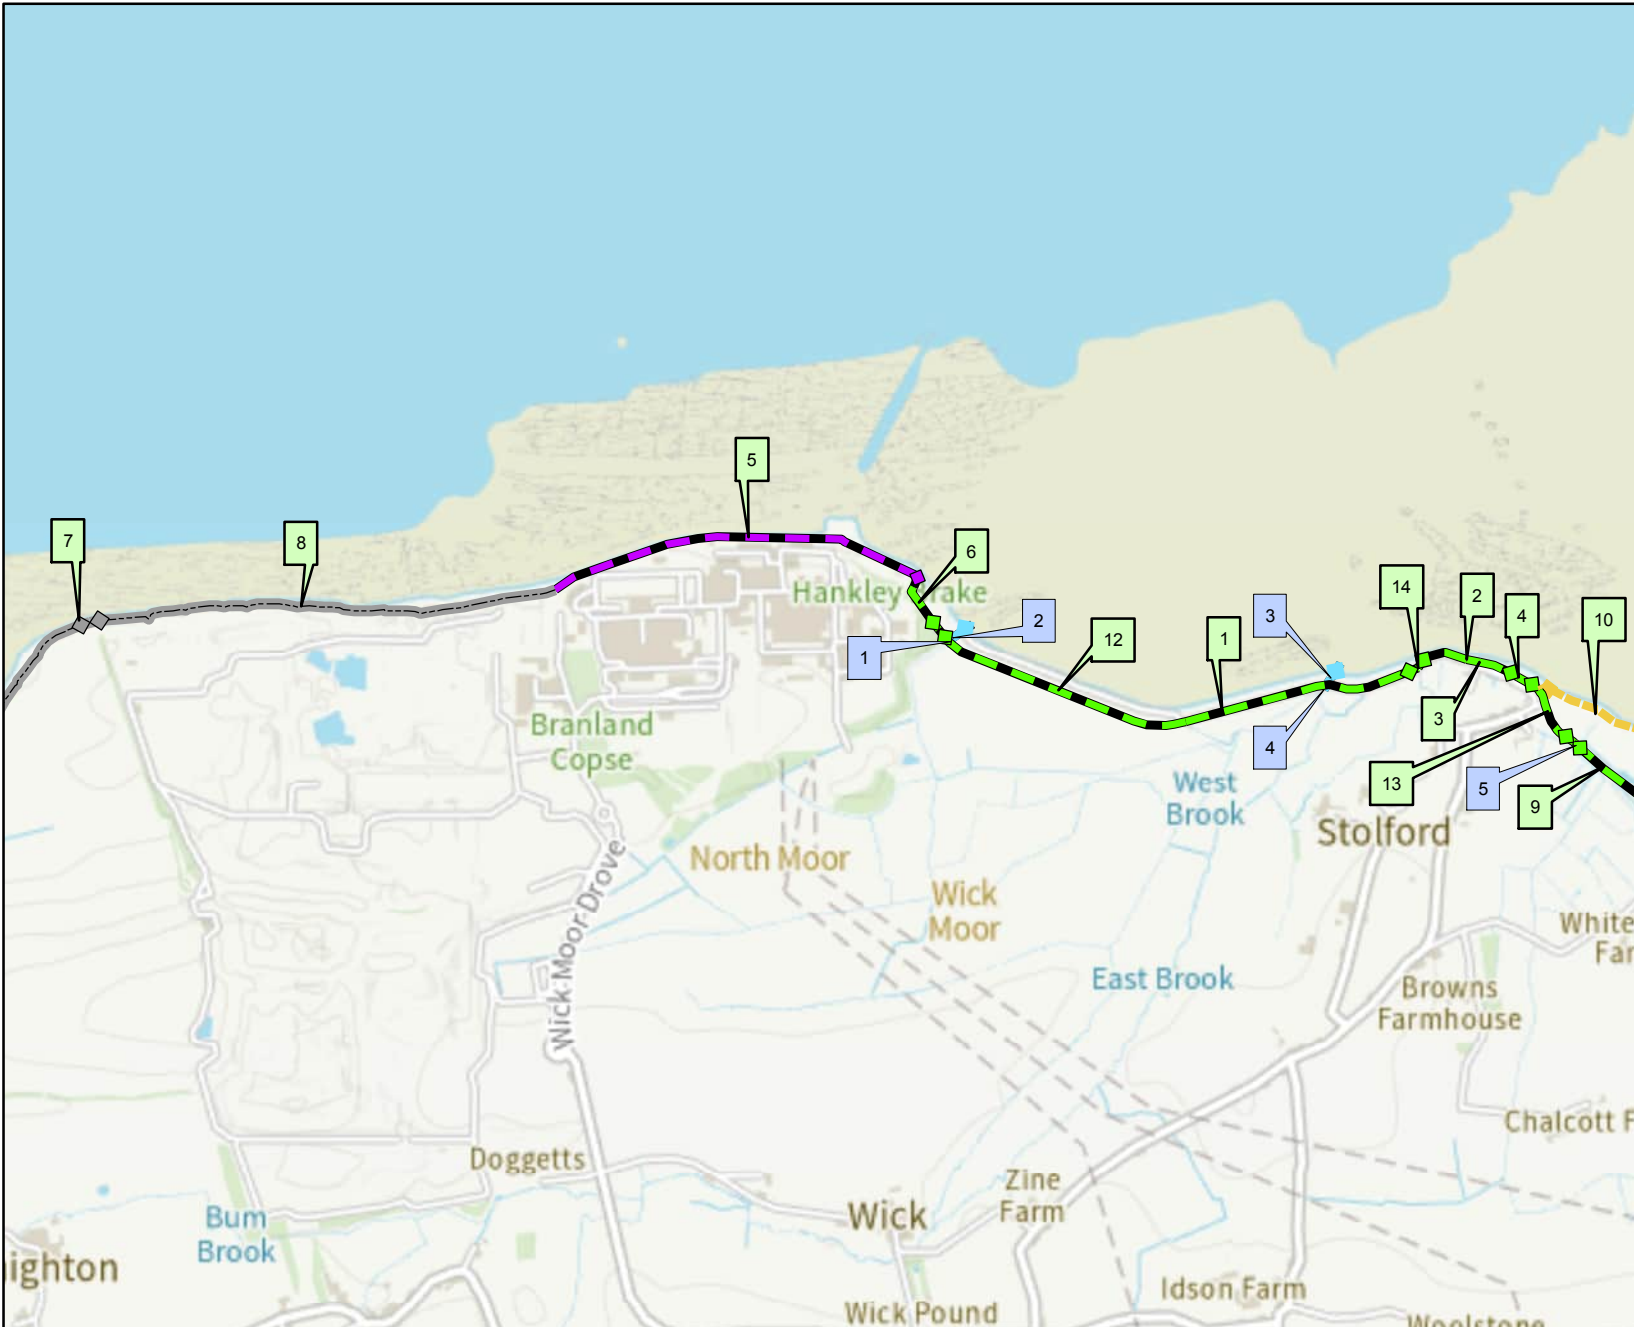 5
7
8
6
14
2
4
10
3
2
12
1
1
Hankley
ake
3
4
13
5
9
Branland
Copse
West
Brook
Stolford
North Moor
Wick
Moor
White
Far
Wick Moor Drove
East Brook
Browns
Farmhouse
Chalcott F
Doggetts
Zine
Farm
Wick
Bum
Brook
ighton
Idson Farm
Wick Pound
Woolstone